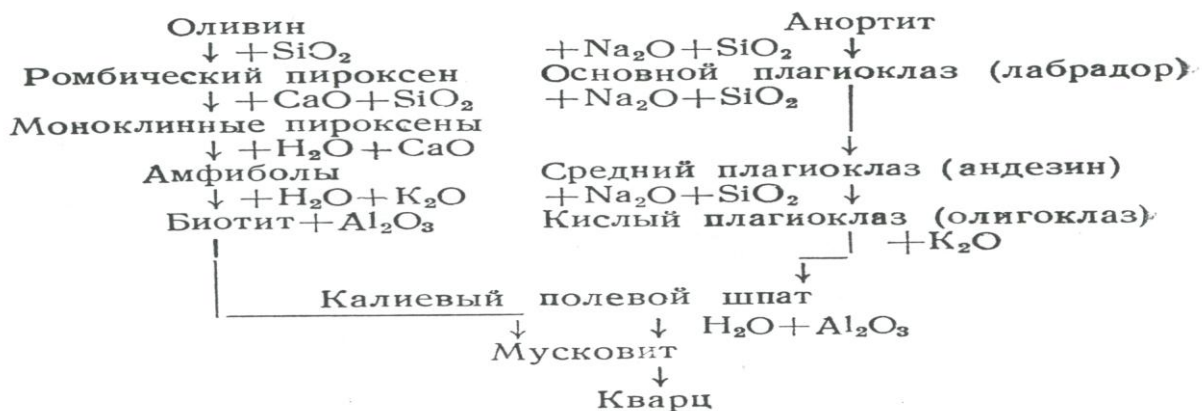 Оливин Анортит
↓ +SiO₂ +Na₂O+SiO₂ ↓
Ромбический пироксен Основной плагиоклаз (лабрадор)
↓ +CaO+SiO₂ +Na₂O+SiO₂
Моноклинные пироксены
↓ +H₂O+CaO ↓
Амфиболы Средний плагиоклаз (андезин)
↓ +H₂O+K₂O +Na₂O+SiO₂ ↓
Биотит+Al₂O₃ Кислый плагиоклаз (олигоклаз)
+K₂O
↓
Калиевый полевой шпат
↓ ↓ H₂O+Al₂O₃
Мусковит
↓
Кварц